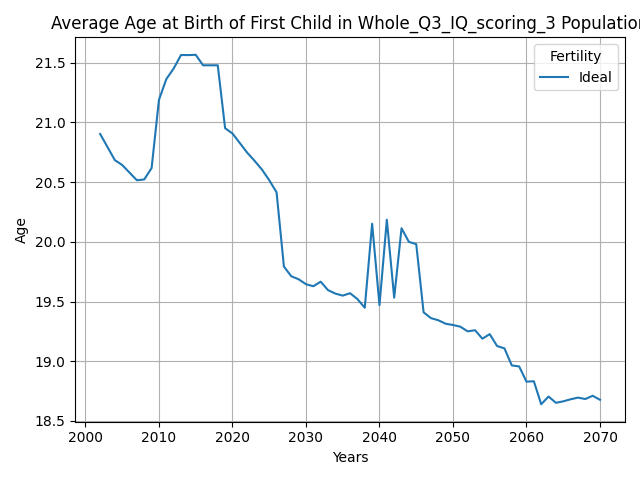 Average Age at Birth of First Child in Whole_Q3_IQ_scoring_3 Population
Fertility
Ideal
21.5
21.0
20.5
20.0
19.5
19.0
18.5
Age
2000 2010 2020 2030 2040 2050 2060 2070
Years